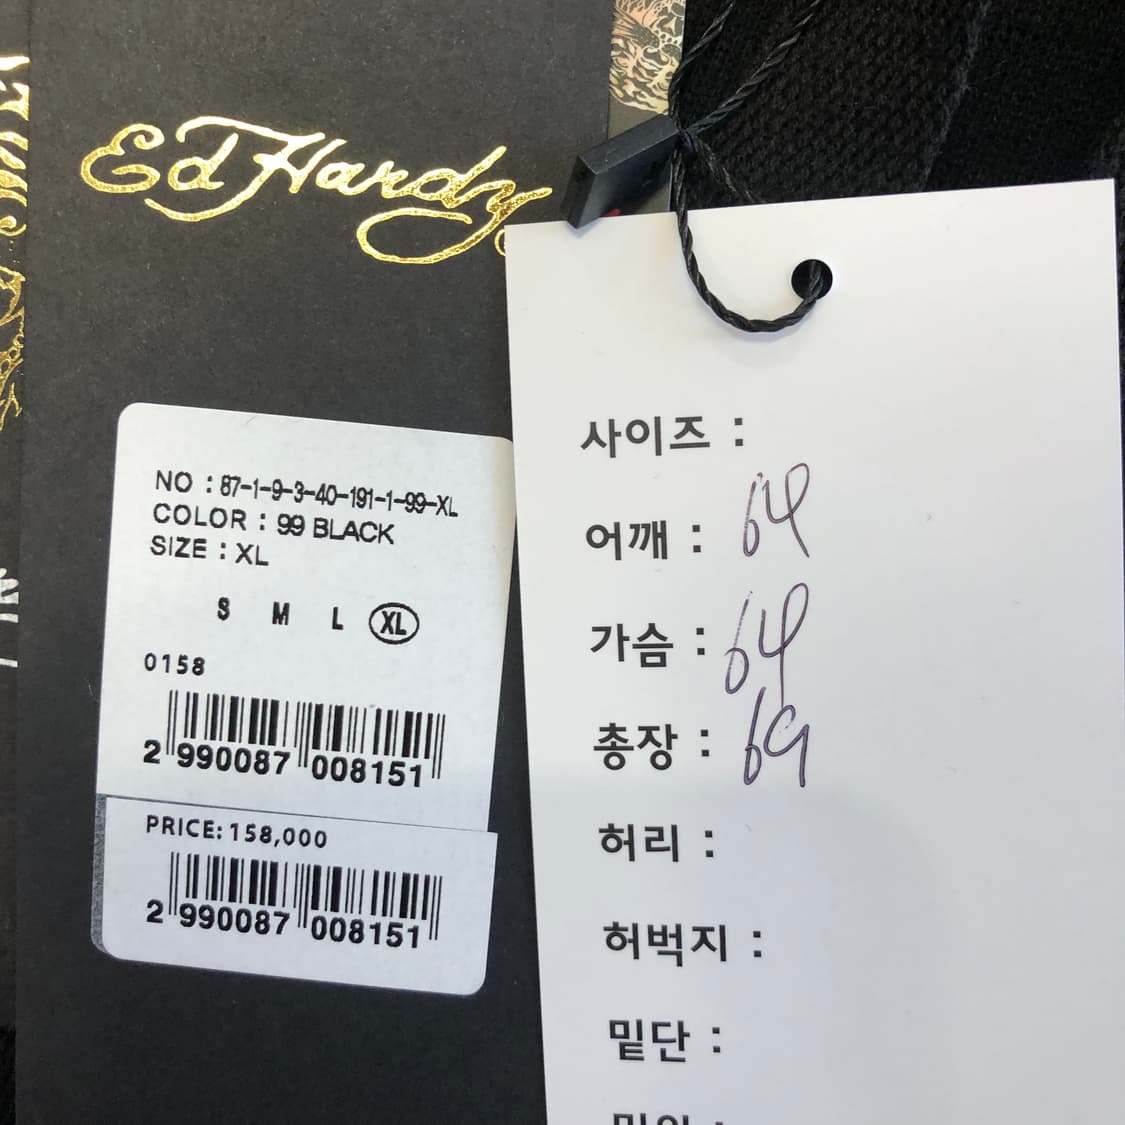 Ed Hardy
NO : 87-1-9-3-40-191-1-99-XL
COLOR : 99 BLACK
SIZE : XL
S M L XL
0158
2 990087 008151
PRICE: 158,000
2 990087 008151
사이즈 :
어깨 : 64
가슴 : 64
총장 : 69
허리 :
허벅지 :
밑단 :